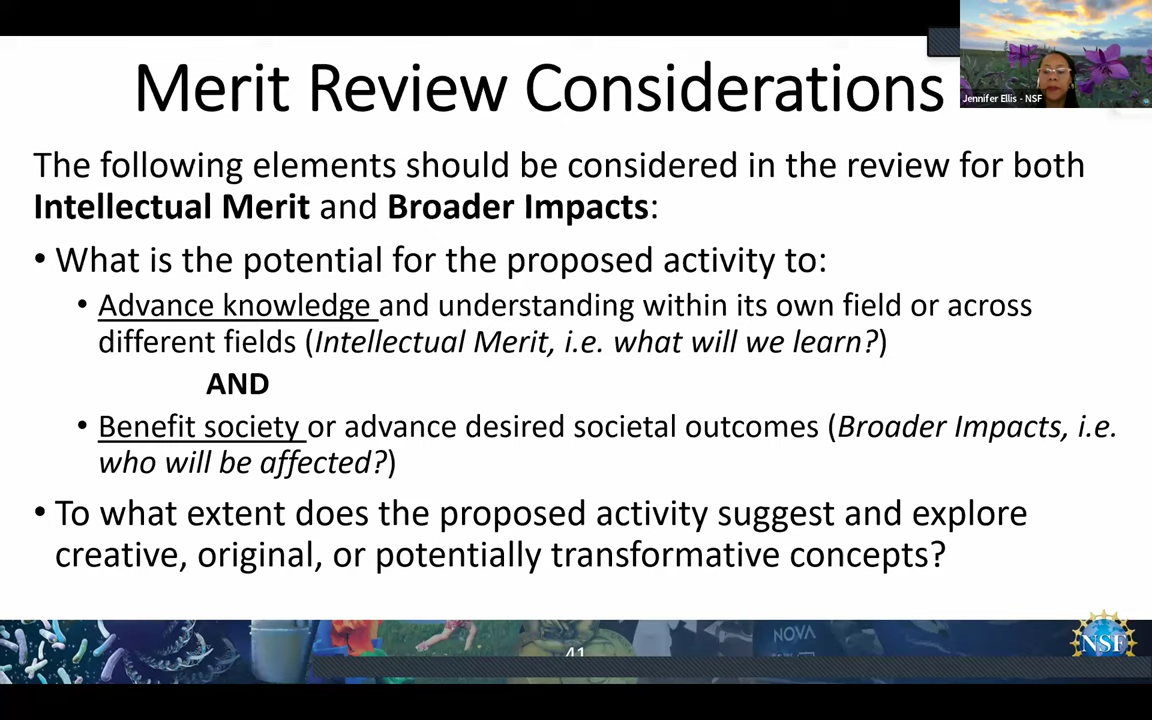 Merit Review Considerations
Jennifer Ellis - NSF
The following elements should be considered in the review for both
Intellectual Merit and Broader Impacts:
• What is the potential for the proposed activity to:
• Advance knowledge and understanding within its own field or across
different fields (Intellectual Merit, i.e. what will we learn?)
AND
• Benefit society or advance desired societal outcomes (Broader Impacts, i.e.
who will be affected?)
• To what extent does the proposed activity suggest and explore
creative, original, or potentially transformative concepts?
NOVA
41
NSF